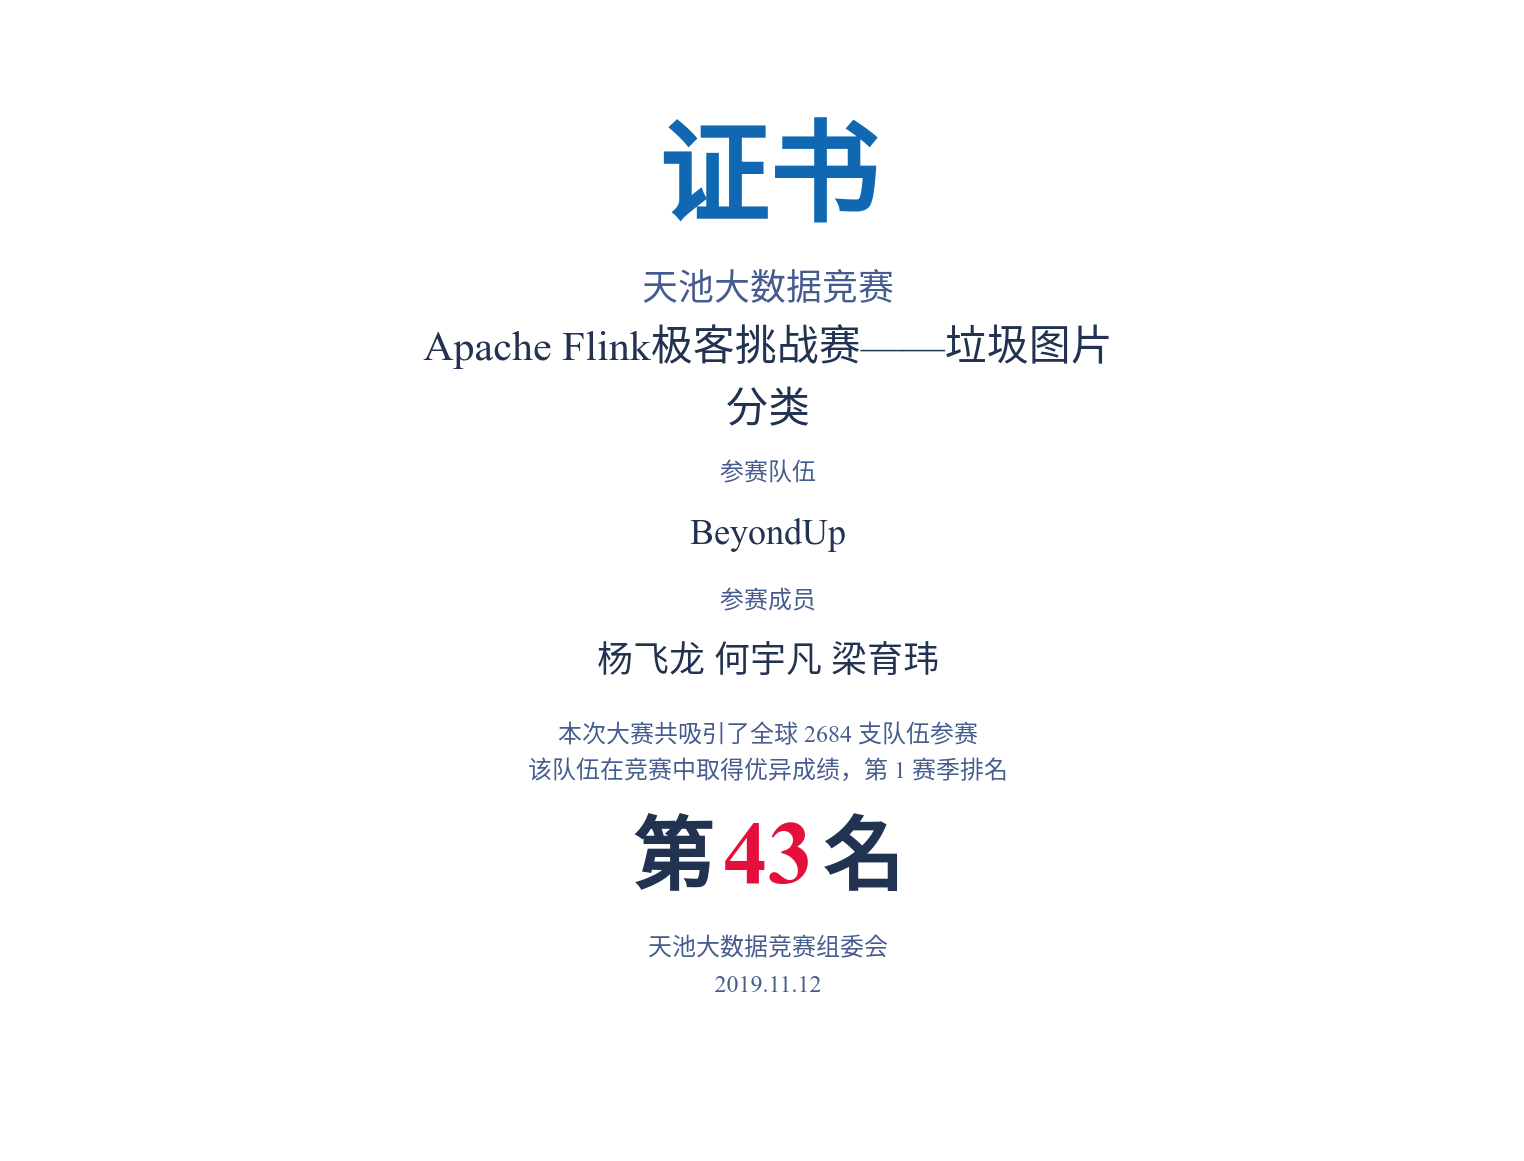 证书
天池大数据竞赛
Apache Flink极客挑战赛——垃圾图片
分类
参赛队伍
BeyondUp
参赛成员
杨飞龙 何宇凡 梁育玮
本次大赛共吸引了全球 2684 支队伍参赛
该队伍在竞赛中取得优异成绩，第 1 赛季排名
第 43 名
天池大数据竞赛组委会
2019.11.12